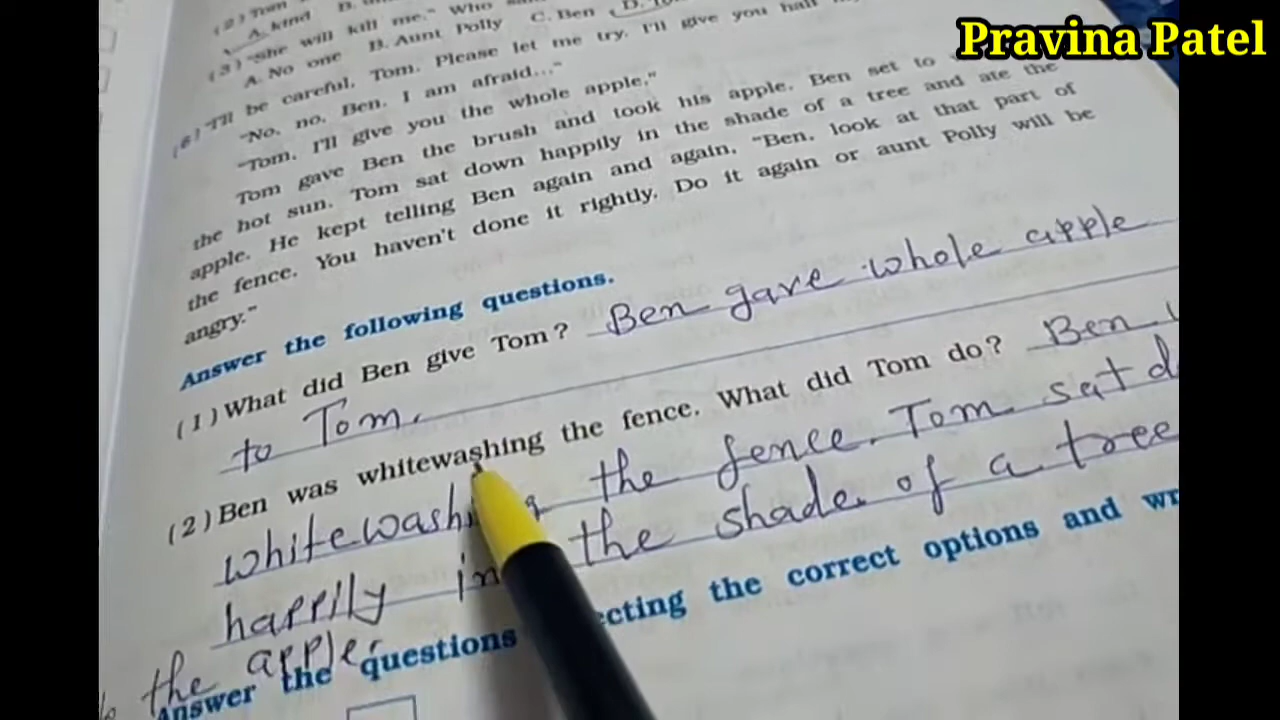 Pravina Patel
(2) Tom
A. kind B.
(3) "She will kill me." Who
A. No one B. Aunt Polly C. Ben D.
(6) "I'll be careful, Tom. Please let me try. I'll give you half
"No, no, Ben. I am afraid..."
"Tom, I'll give you the whole apple."
Tom gave Ben the brush and took his apple. Ben set to
the hot sun. Tom sat down happily in the shade of a tree and ate the
apple. He kept telling Ben again and again, "Ben, look at that part of
the fence. You haven't done it rightly. Do it again or aunt Polly will be
angry."
Answer the following questions.
(1) What did Ben give Tom? Ben gave whole apple
to Tom.
(2) Ben was whitewashing the fence. What did Tom do? Ben
the fence. Tom sat
happily in the shade of a tree
the apple.
Answer the questions the correct options and